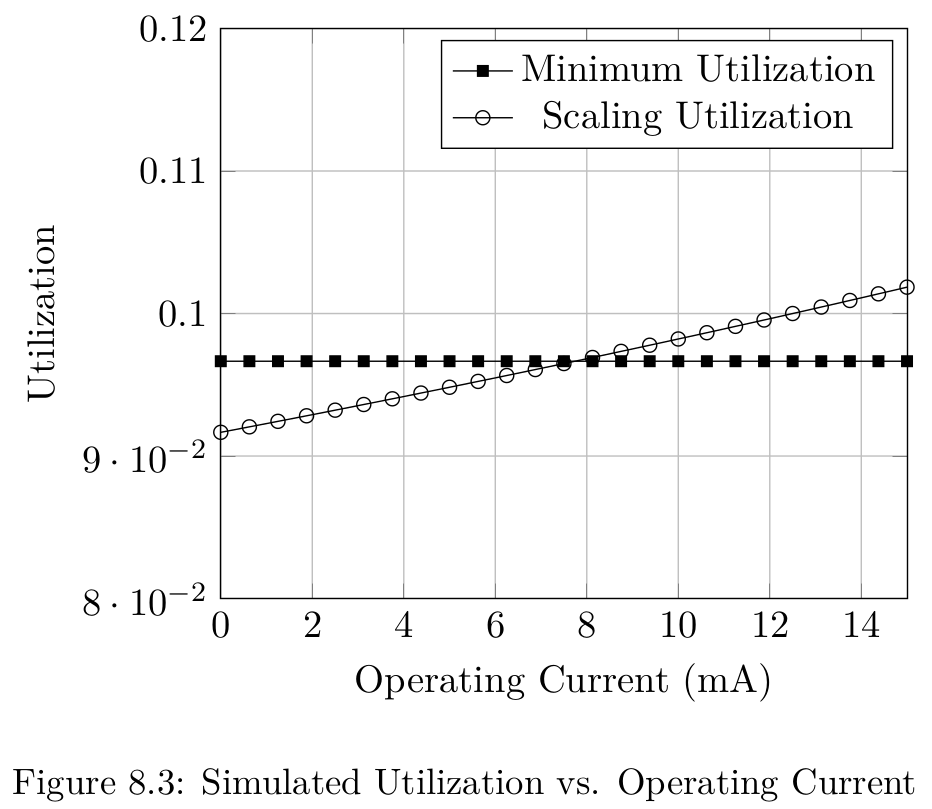 0.12
0.11
0.1
9 · 10⁻²
8 · 10⁻²
Utilization
Minimum Utilization
Scaling Utilization
0 2 4 6 8 10 12 14
Operating Current (mA)
Figure 8.3: Simulated Utilization vs. Operating Current